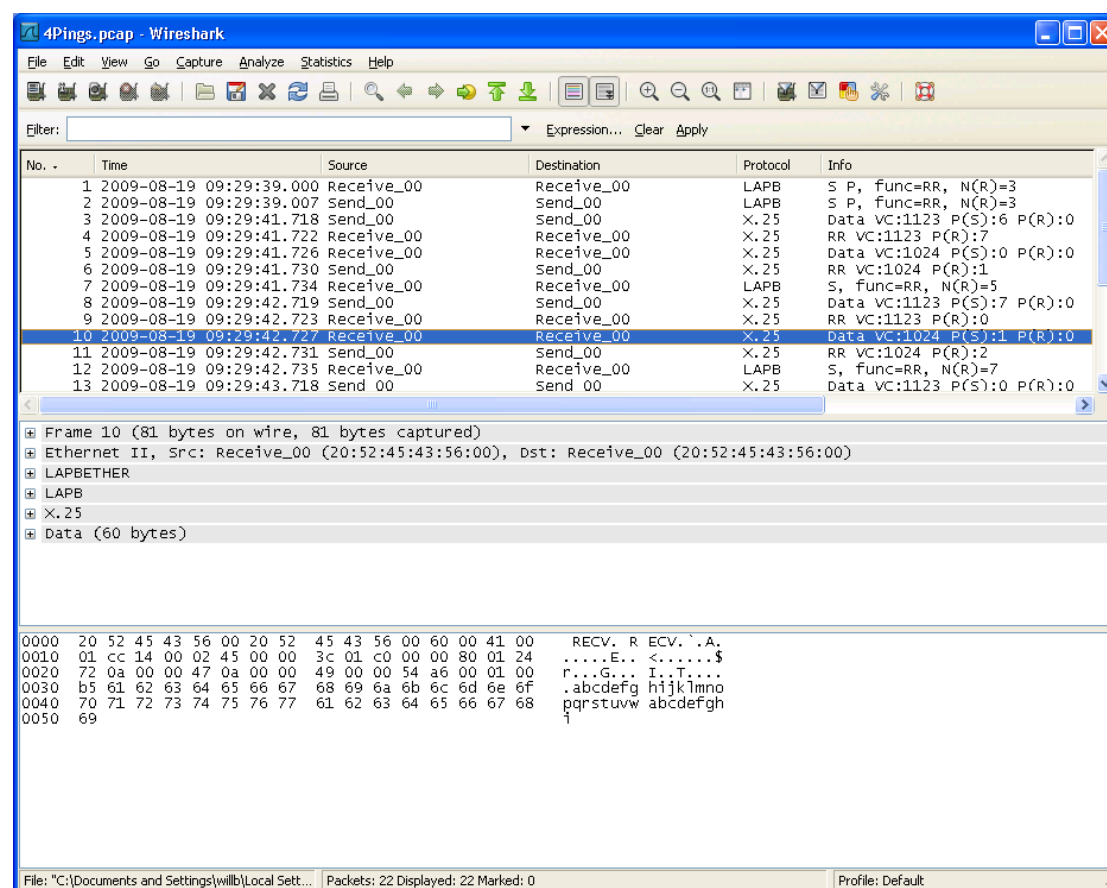 4Pings.pcap - Wireshark
File Edit View Go Capture Analyze Statistics Help
Filter: Expression... Clear Apply
No. - Time Source Destination Protocol Info
1 2009-08-19 09:29:39.000 Receive_00 Receive_00 LAPB S P, func=RR, N(R)=3
2 2009-08-19 09:29:39.007 Send_00 Send_00 LAPB S P, func=RR, N(R)=3
3 2009-08-19 09:29:41.718 Send_00 Send_00 X.25 Data VC:1123 P(S):6 P(R):0
4 2009-08-19 09:29:41.722 Receive_00 Receive_00 X.25 RR VC:1123 P(R):7
5 2009-08-19 09:29:41.726 Receive_00 Receive_00 X.25 Data VC:1024 P(S):0 P(R):0
6 2009-08-19 09:29:41.730 Send_00 Send_00 X.25 RR VC:1024 P(R):1
7 2009-08-19 09:29:41.734 Receive_00 Receive_00 LAPB S, func=RR, N(R)=5
8 2009-08-19 09:29:42.719 Send_00 Send_00 X.25 Data VC:1123 P(S):7 P(R):0
9 2009-08-19 09:29:42.723 Receive_00 Receive_00 X.25 RR VC:1123 P(R):0
10 2009-08-19 09:29:42.727 Receive_00 Receive_00 X.25 Data VC:1024 P(S):1 P(R):0
11 2009-08-19 09:29:42.731 Send_00 Send_00 X.25 RR VC:1024 P(R):2
12 2009-08-19 09:29:42.735 Receive_00 Receive_00 LAPB S, func=RR, N(R)=7
13 2009-08-19 09:29:43.718 Send_00 Send_00 X.25 Data VC:1123 P(S):0 P(R):0
Frame 10 (81 bytes on wire, 81 bytes captured)
Ethernet II, Src: Receive_00 (20:52:45:43:56:00), Dst: Receive_00 (20:52:45:43:56:00)
LAPBETHER
LAPB
X.25
Data (60 bytes)
0000 20 52 45 43 56 00 20 52 45 43 56 00 60 00 41 00 RECV. R ECV.`.A.
0010 01 cc 14 00 02 45 00 00 3c 01 c0 00 00 80 01 24 .....E.. <......$
0020 72 0a 00 00 47 0a 00 00 49 00 00 54 a6 00 01 00 r...G... I..T....
0030 b5 61 62 63 64 65 66 67 68 69 6a 6b 6c 6d 6e 6f .abcdefg hijklmno
0040 70 71 72 73 74 75 76 77 61 62 63 64 65 66 67 68 pqrstuvw abcdefgh
0050 69 i
File: "C:\Documents and Settings\willb\Local Sett... Packets: 22 Displayed: 22 Marked: 0 Profile: Default